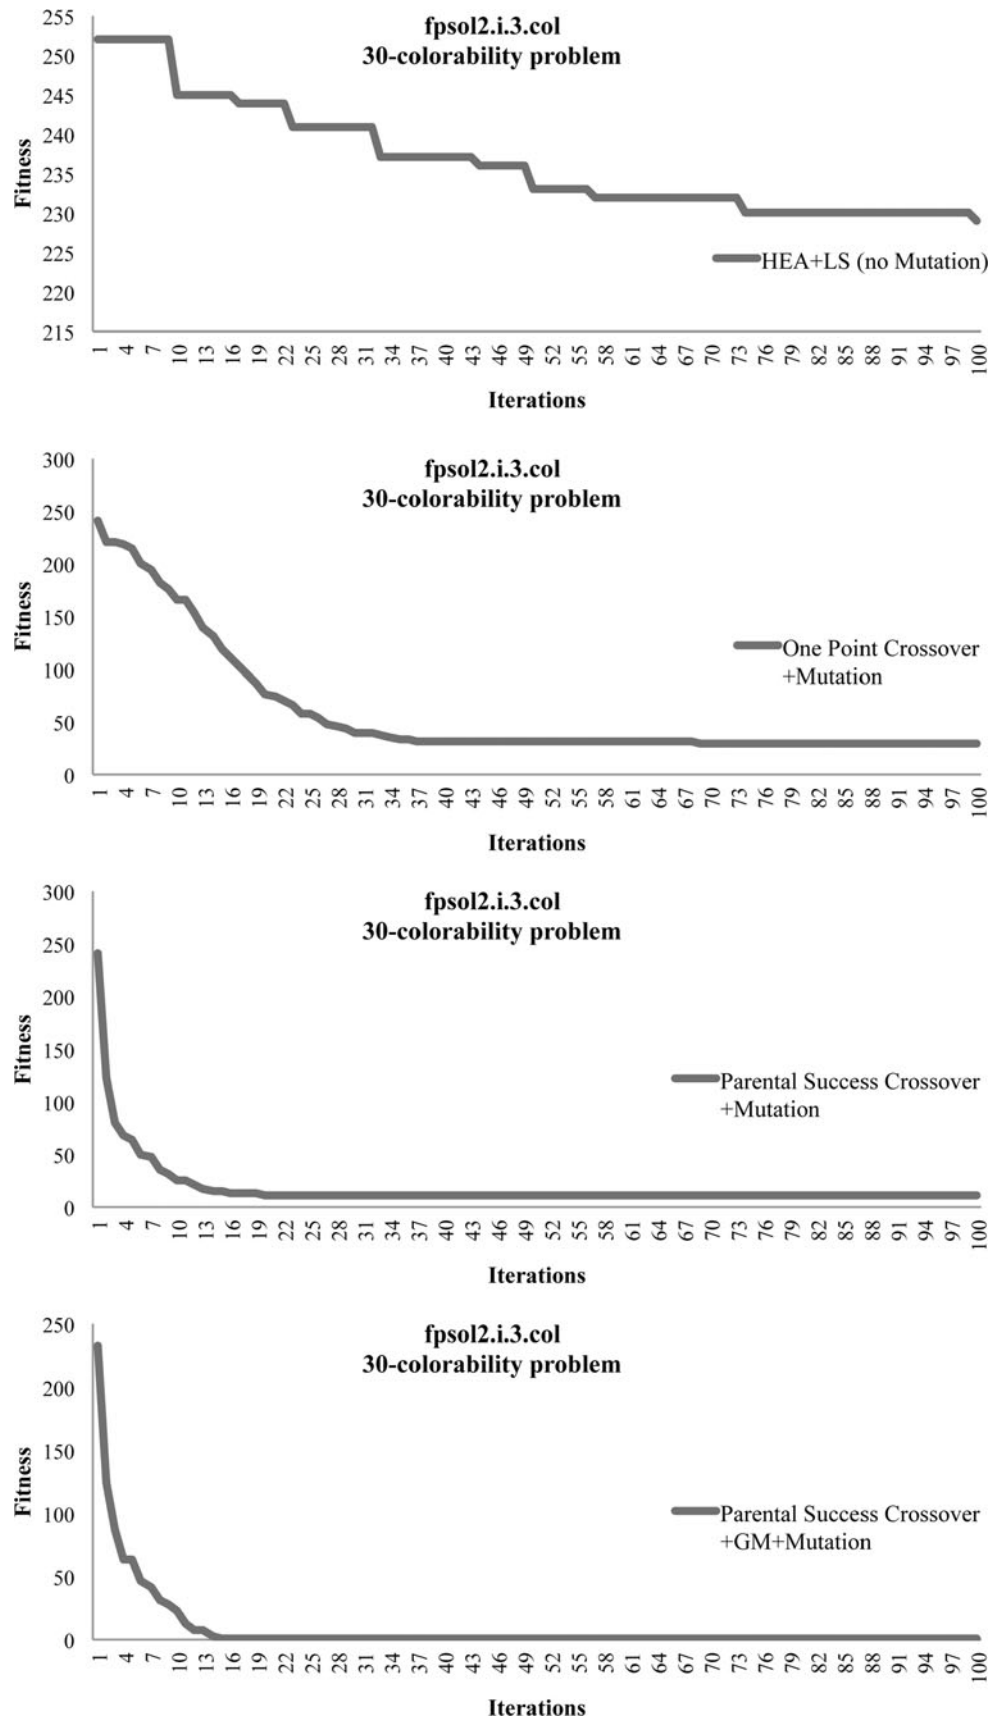 fpsol2.i.3.col
30-colorability problem
255
250
245
240
235
230
225
220
215
Fitness
HEA+LS (no Mutation)
1 4 7 10 13 16 19 22 25 28 31 34 37 40 43 46 49 52 55 58 61 64 67 70 73 76 79 82 85 88 91 94 97 100
Iterations
fpsol2.i.3.col
30-colorability problem
300
250
200
150
100
50
0
Fitness
One Point Crossover
+Mutation
1 4 7 10 13 16 19 22 25 28 31 34 37 40 43 46 49 52 55 58 61 64 67 70 73 76 79 82 85 88 91 94 97 100
Iterations
fpsol2.i.3.col
30-colorability problem
300
250
200
150
100
50
0
Fitness
Parental Success Crossover
+Mutation
1 4 7 10 13 16 19 22 25 28 31 34 37 40 43 46 49 52 55 58 61 64 67 70 73 76 79 82 85 88 91 94 97 100
Iterations
fpsol2.i.3.col
30-colorability problem
250
200
150
100
50
0
Fitness
Parental Success Crossover
+GM+Mutation
1 4 7 10 13 16 19 22 25 28 31 34 37 40 43 46 49 52 55 58 61 64 67 70 73 76 79 82 85 88 91 94 97 100
Iterations